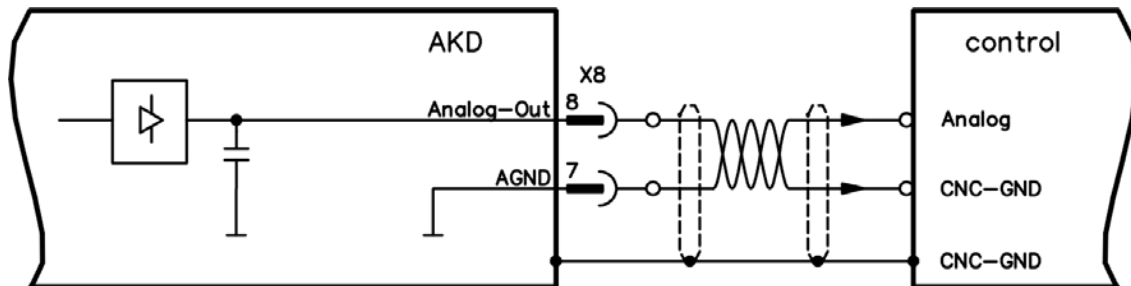 AKD
control
X8
Analog-Out 8
Analog
AGND 7
CNC-GND
CNC-GND